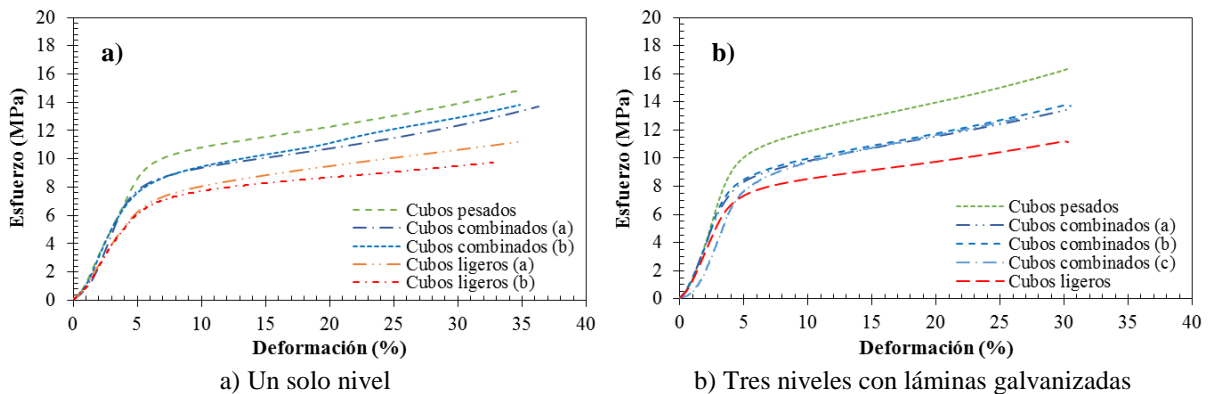 a)
Esfuerzo (MPa)
20
18
16
14
12
10
8
6
4
2
0
Cubos pesados
Cubos combinados (a)
Cubos combinados (b)
Cubos ligeros (a)
Cubos ligeros (b)
0 5 10 15 20 25 30 35 40
Deformación (%)
a) Un solo nivel
b)
Esfuerzo (MPa)
20
18
16
14
12
10
8
6
4
2
0
Cubos pesados
Cubos combinados (a)
Cubos combinados (b)
Cubos combinados (c)
Cubos ligeros
0 5 10 15 20 25 30 35 40
Deformación (%)
b) Tres niveles con láminas galvanizadas